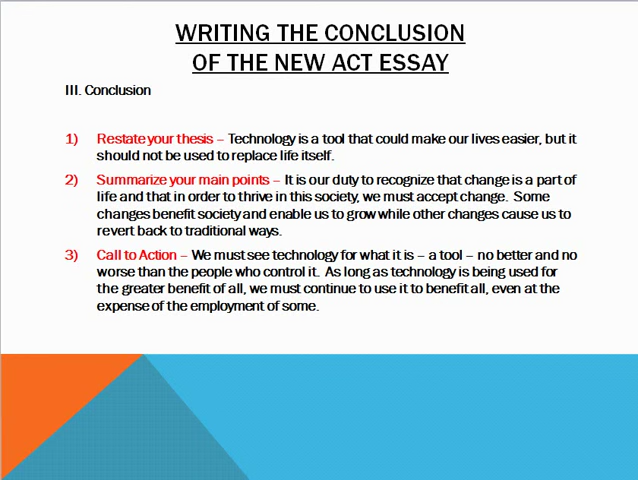 WRITING THE CONCLUSION
OF THE NEW ACT ESSAY
III. Conclusion
1) Restate your thesis – Technology is a tool that could make our lives easier, but it
should not be used to replace life itself.
2) Summarize your main points – It is our duty to recognize that change is a part of
life and that in order to thrive in this society, we must accept change. Some
changes benefit society and enable us to grow while other changes cause us to
revert back to traditional ways.
3) Call to Action – We must see technology for what it is – a tool – no better and no
worse than the people who control it. As long as technology is being used for
the greater benefit of all, we must continue to use it to benefit all, even at the
expense of the employment of some.